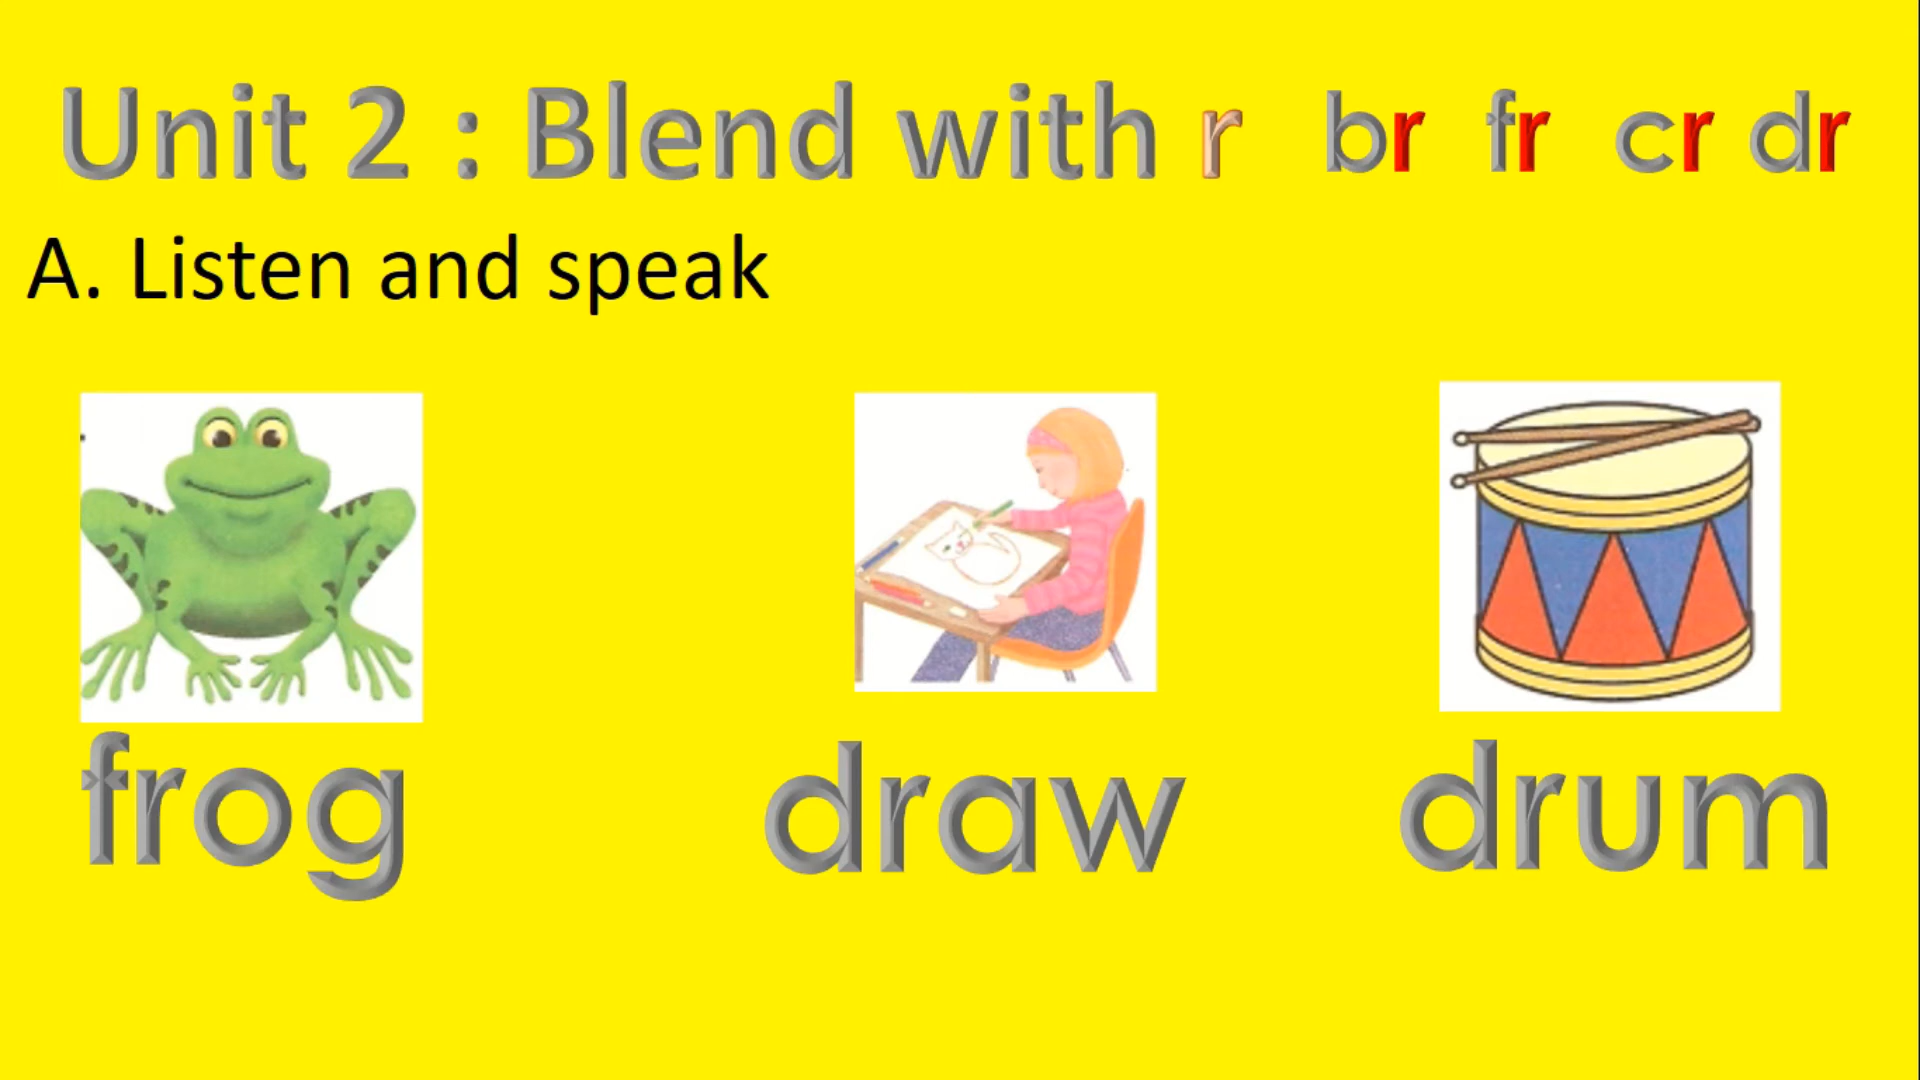 Unit 2 : Blend with r br fr cr dr
A. Listen and speak
frog draw drum